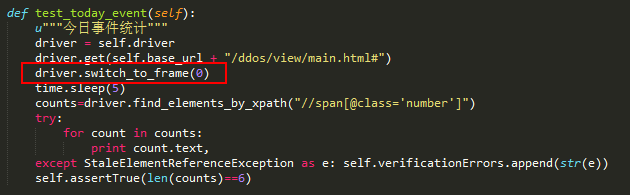 def test_today_event(self):
    u"""今日事件统计"""
    driver = self.driver
    driver.get(self.base_url + "/ddos/view/main.html#")
    driver.switch_to_frame(0)
    time.sleep(5)
    counts=driver.find_elements_by_xpath("//span[@class='number']")
    try:
        for count in counts:
            print count.text,
    except StaleElementReferenceException as e: self.verificationErrors.append(str(e))
    self.assertTrue(len(counts)==6)